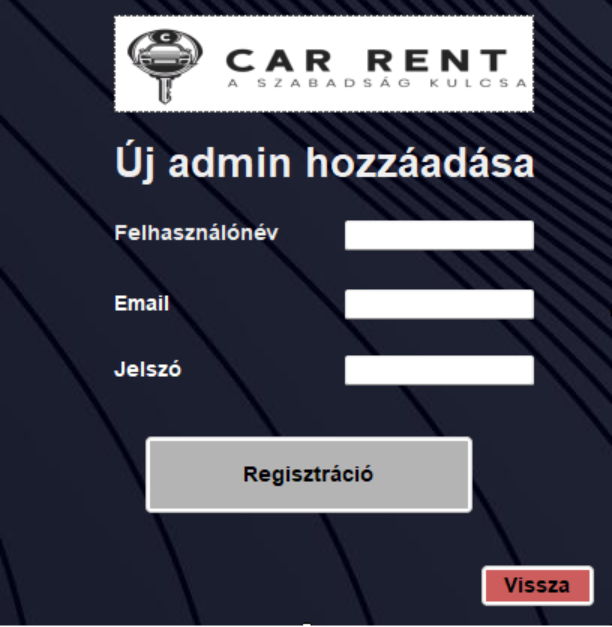 C
CAR RENT
A SZABADSÁG KULCSA
Új admin hozzáadása
Felhasználónév
Email
Jelszó
Regisztráció
Vissza